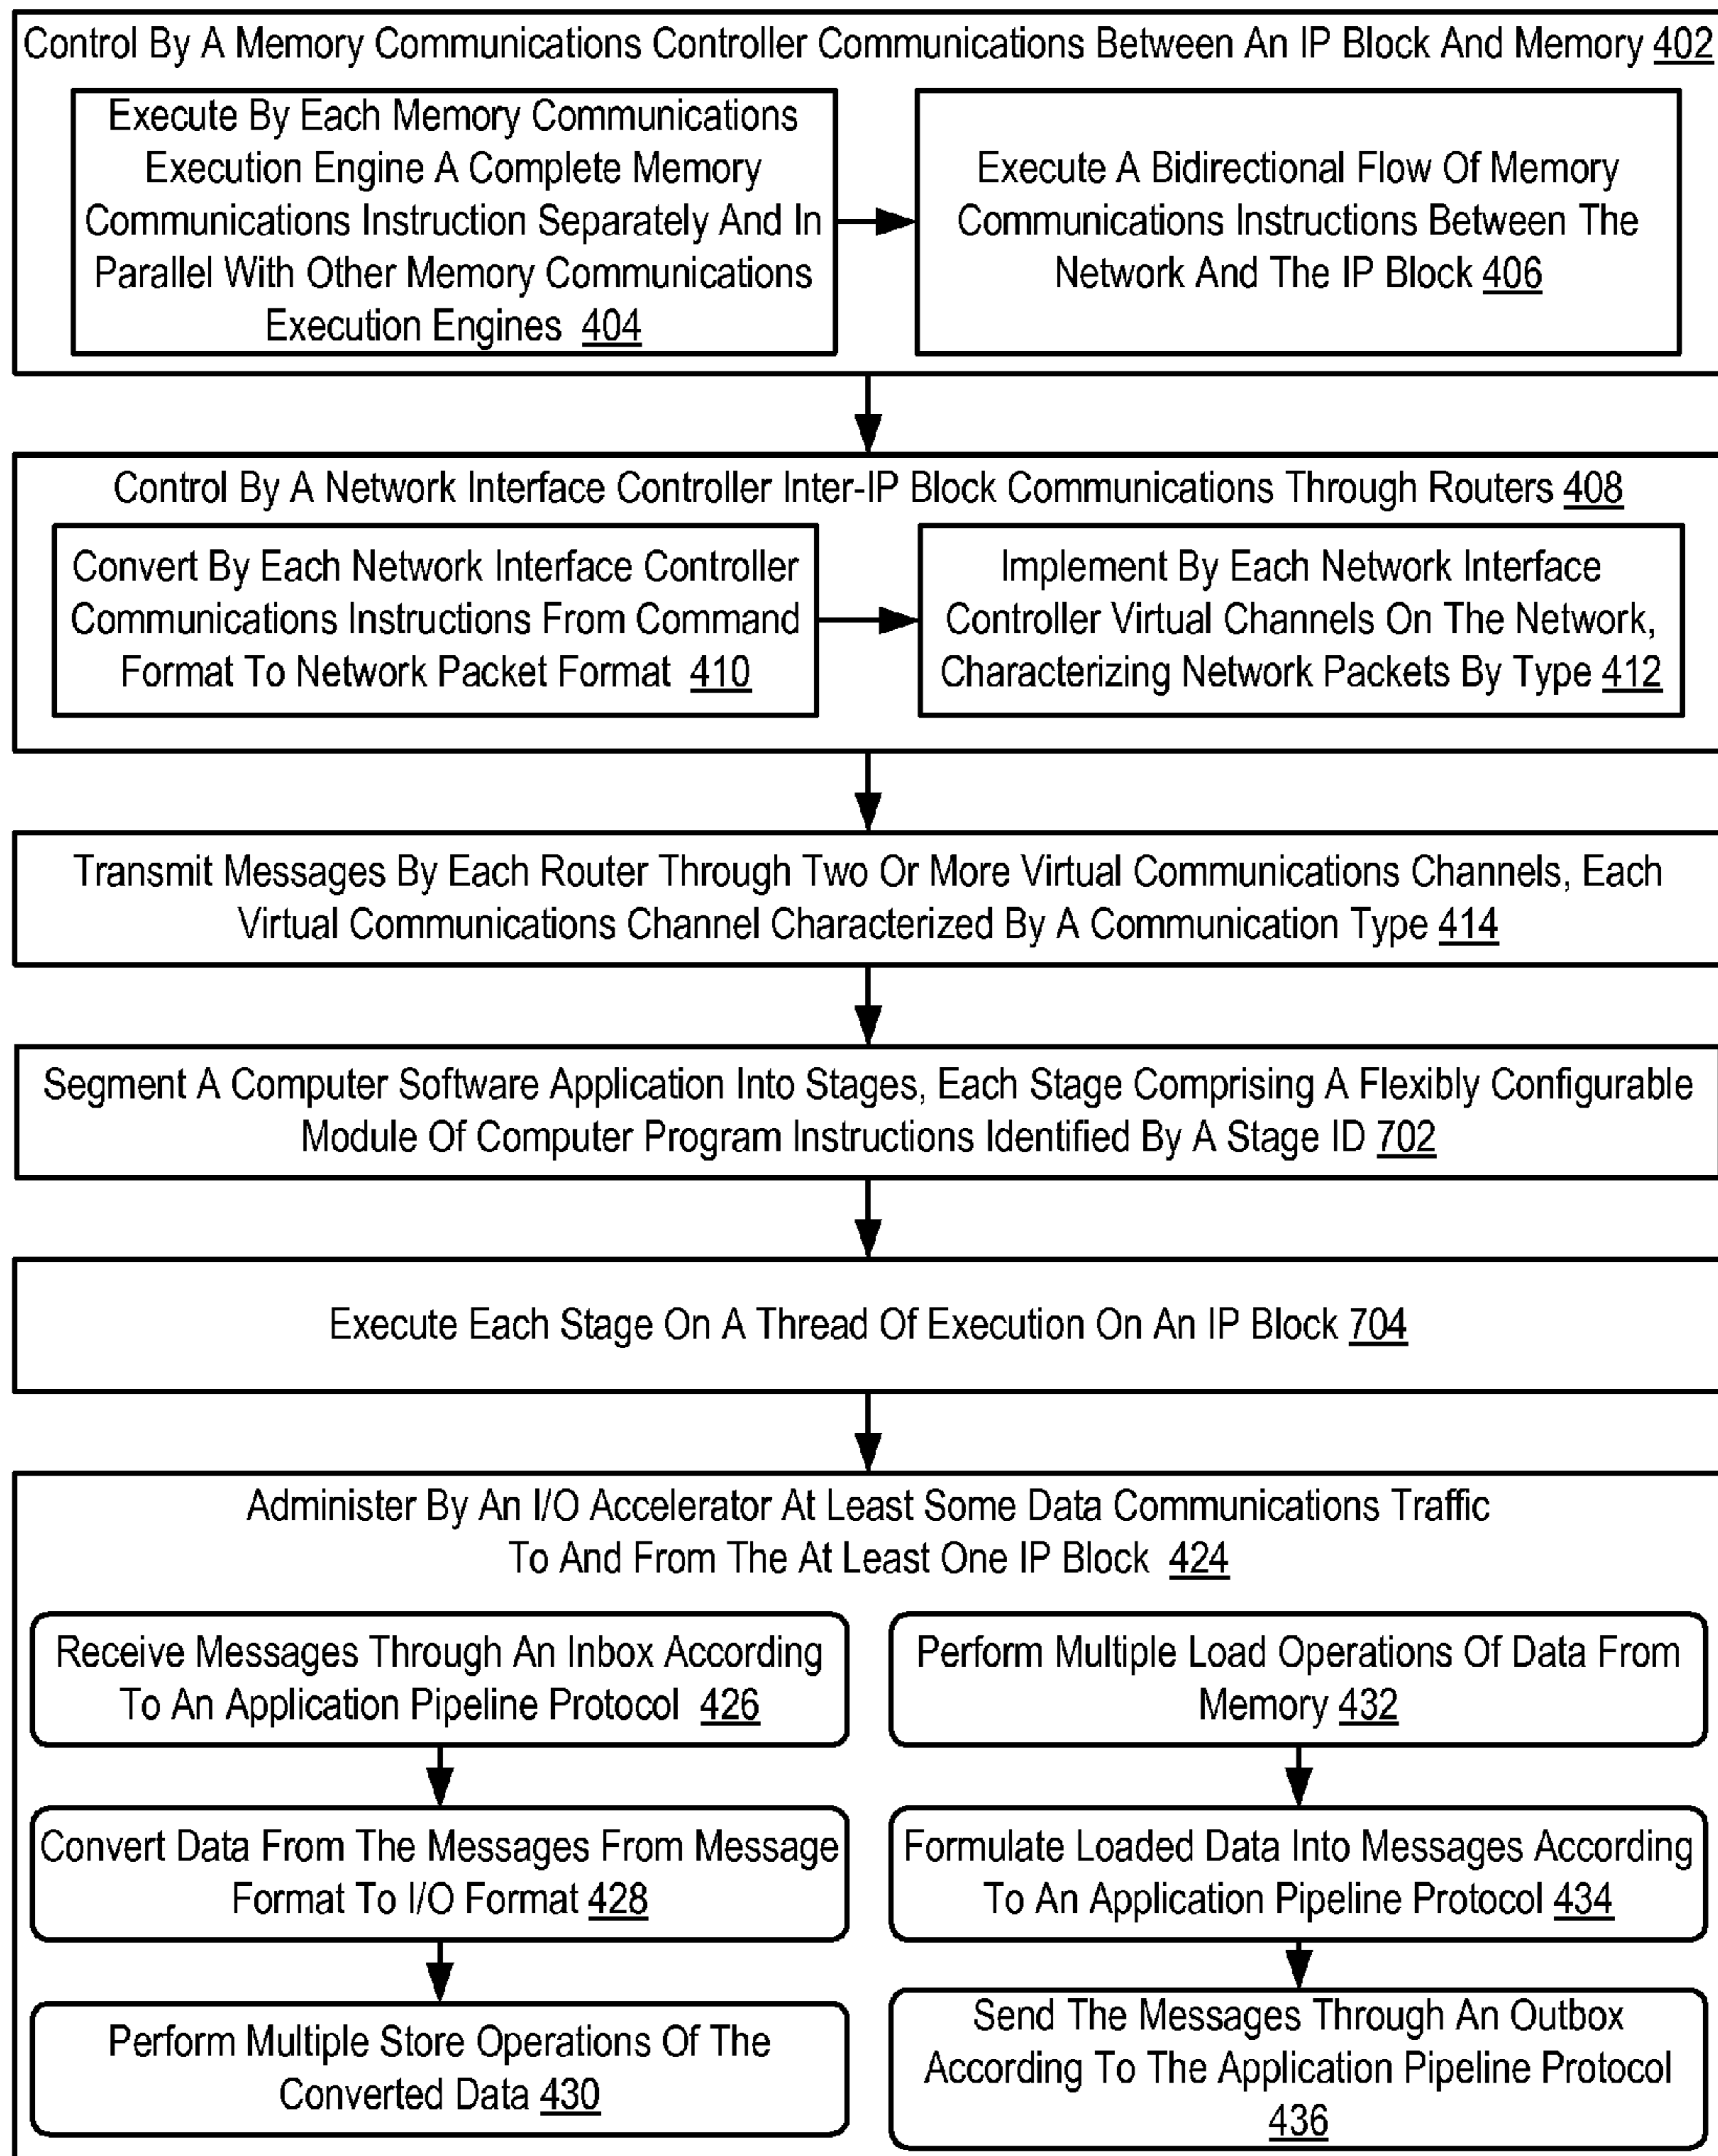 Control By A Memory Communications Controller Communications Between An IP Block And Memory 402
Execute By Each Memory Communications
Execution Engine A Complete Memory
Communications Instruction Separately And In
Parallel With Other Memory Communications
Execution Engines 404
Execute A Bidirectional Flow Of Memory
Communications Instructions Between The
Network And The IP Block 406
Control By A Network Interface Controller Inter-IP Block Communications Through Routers 408
Convert By Each Network Interface Controller
Communications Instructions From Command
Format To Network Packet Format 410
Implement By Each Network Interface
Controller Virtual Channels On The Network,
Characterizing Network Packets By Type 412
Transmit Messages By Each Router Through Two Or More Virtual Communications Channels, Each
Virtual Communications Channel Characterized By A Communication Type 414
Segment A Computer Software Application Into Stages, Each Stage Comprising A Flexibly Configurable
Module Of Computer Program Instructions Identified By A Stage ID 702
Execute Each Stage On A Thread Of Execution On An IP Block 704
Administer By An I/O Accelerator At Least Some Data Communications Traffic
To And From The At Least One IP Block 424
Receive Messages Through An Inbox According
To An Application Pipeline Protocol 426
Convert Data From The Messages From Message
Format To I/O Format 428
Perform Multiple Store Operations Of The
Converted Data 430
Perform Multiple Load Operations Of Data From
Memory 432
Formulate Loaded Data Into Messages According
To An Application Pipeline Protocol 434
Send The Messages Through An Outbox
According To The Application Pipeline Protocol
436